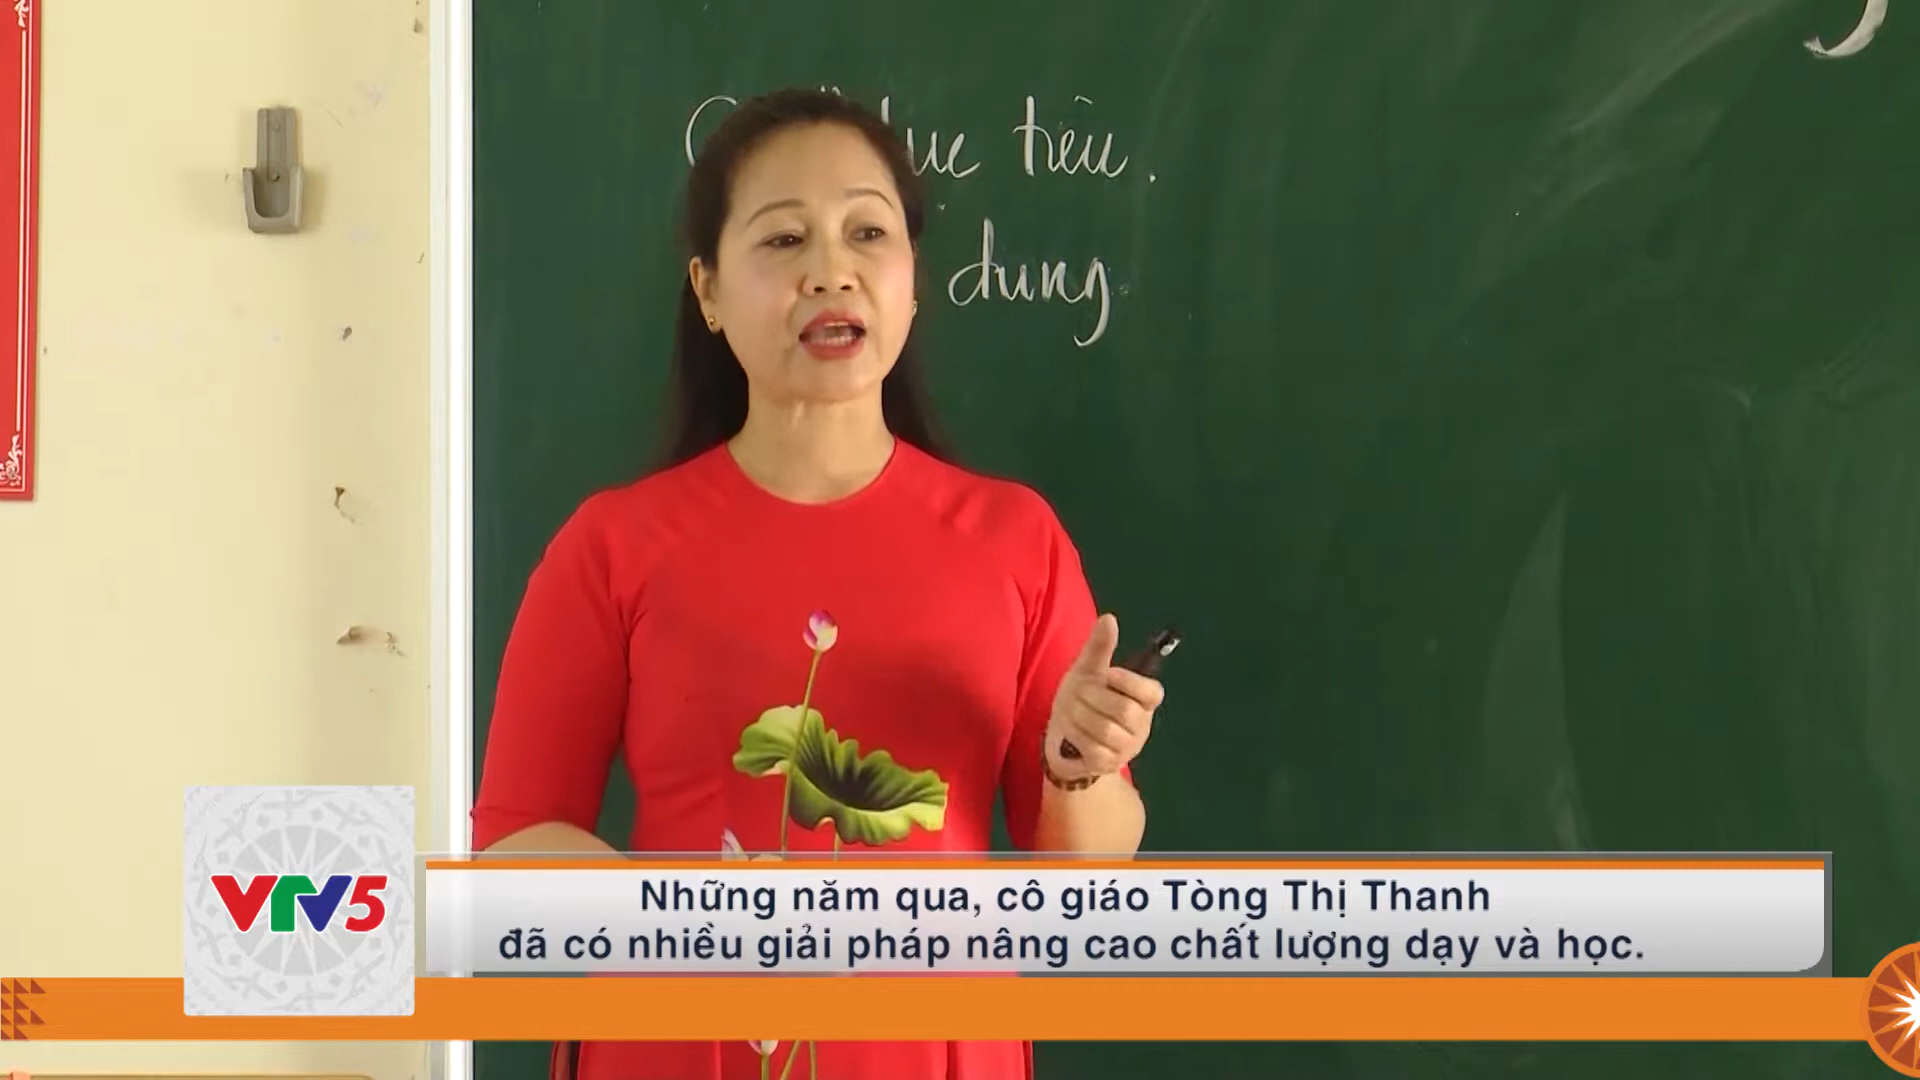 tiêu.
dung
VTV5
Những năm qua, cô giáo Tòng Thị Thanh
đã có nhiều giải pháp nâng cao chất lượng dạy và học.